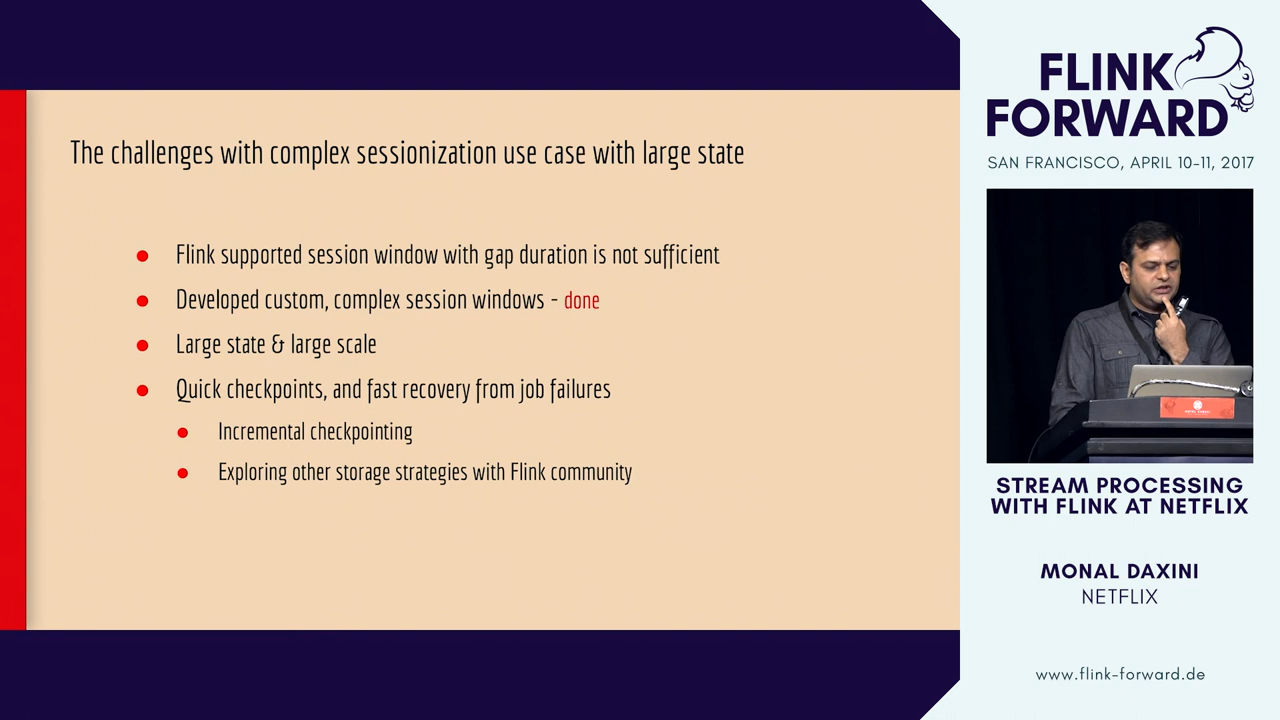 The challenges with complex sessionization use case with large state
Flink supported session window with gap duration is not sufficient
Developed custom, complex session windows - done
Large state & large scale
Quick checkpoints, and fast recovery from job failures
Incremental checkpointing
Exploring other storage strategies with Flink community
FLINK
FORWARD
SAN FRANCISCO, APRIL 10-11, 2017
STREAM PROCESSING
WITH FLINK AT NETFLIX
MONAL DAXINI
NETFLIX
www.flink-forward.de